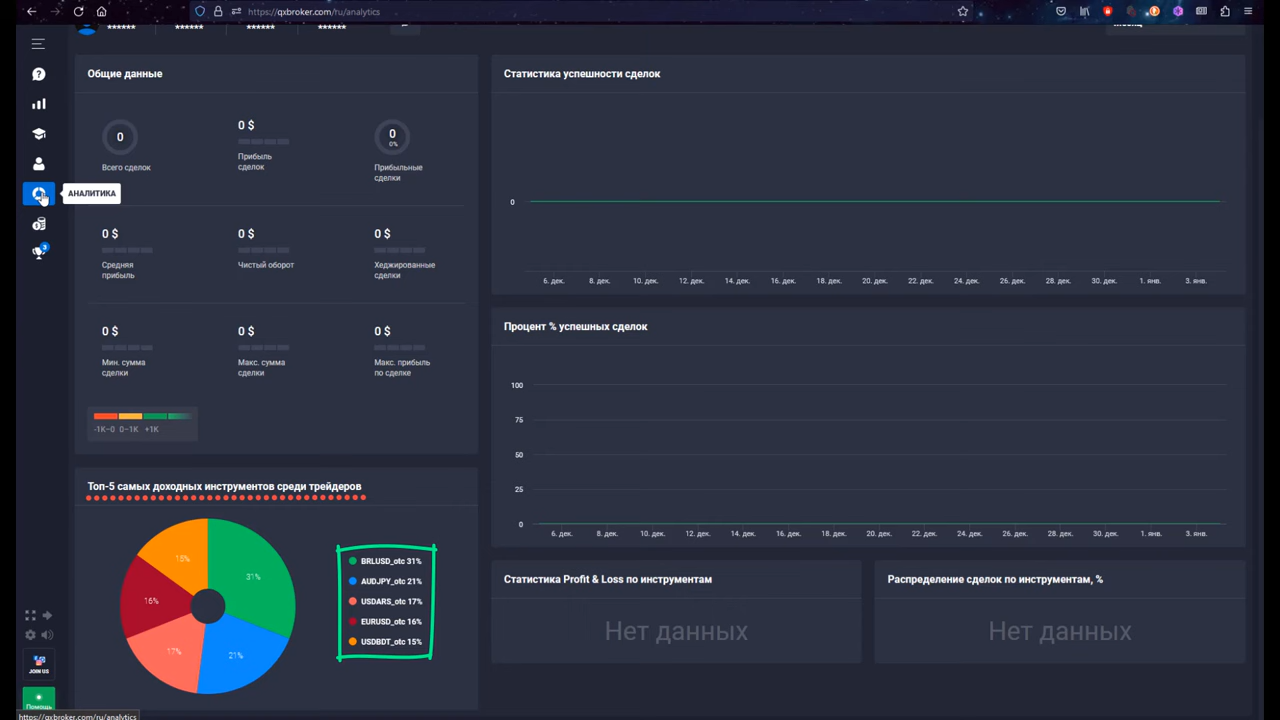 https://qxbroker.com/ru/analytics
******
******
******
******
Общие данные
0
Всего сделок
0 $
Прибыль
сделок
0
0%
Прибыльные
сделки
АНАЛИТИКА
3
0 $
Средняя
прибыль
0 $
Чистый оборот
0 $
Хеджированные
сделки
0 $
Мин. сумма
сделки
0 $
Макс. сумма
сделки
0 $
Макс. прибыль
по сделке
-1K–0 0–1K +1K
Топ-5 самых доходных инструментов среди трейдеров
31%
21%
17%
16%
15%
BRLUSD_otc 31%
AUDJPY_otc 21%
USDARS_otc 17%
EURUSD_otc 16%
USDBDT_otc 15%
Статистика успешности сделок
0
6. дек. 8. дек. 10. дек. 12. дек. 14. дек. 16. дек. 18. дек. 20. дек. 22. дек. 24. дек. 26. дек. 28. дек. 30. дек. 1. янв. 3. янв.
Процент % успешных сделок
100
75
50
25
0
6. дек. 8. дек. 10. дек. 12. дек. 14. дек. 16. дек. 18. дек. 20. дек. 22. дек. 24. дек. 26. дек. 28. дек. 30. дек. 1. янв. 3. янв.
Статистика Profit & Loss по инструментам
Нет данных
Распределение сделок по инструментам, %
Нет данных
JOIN US
Помощь
https://qxbroker.com/ru/analytics